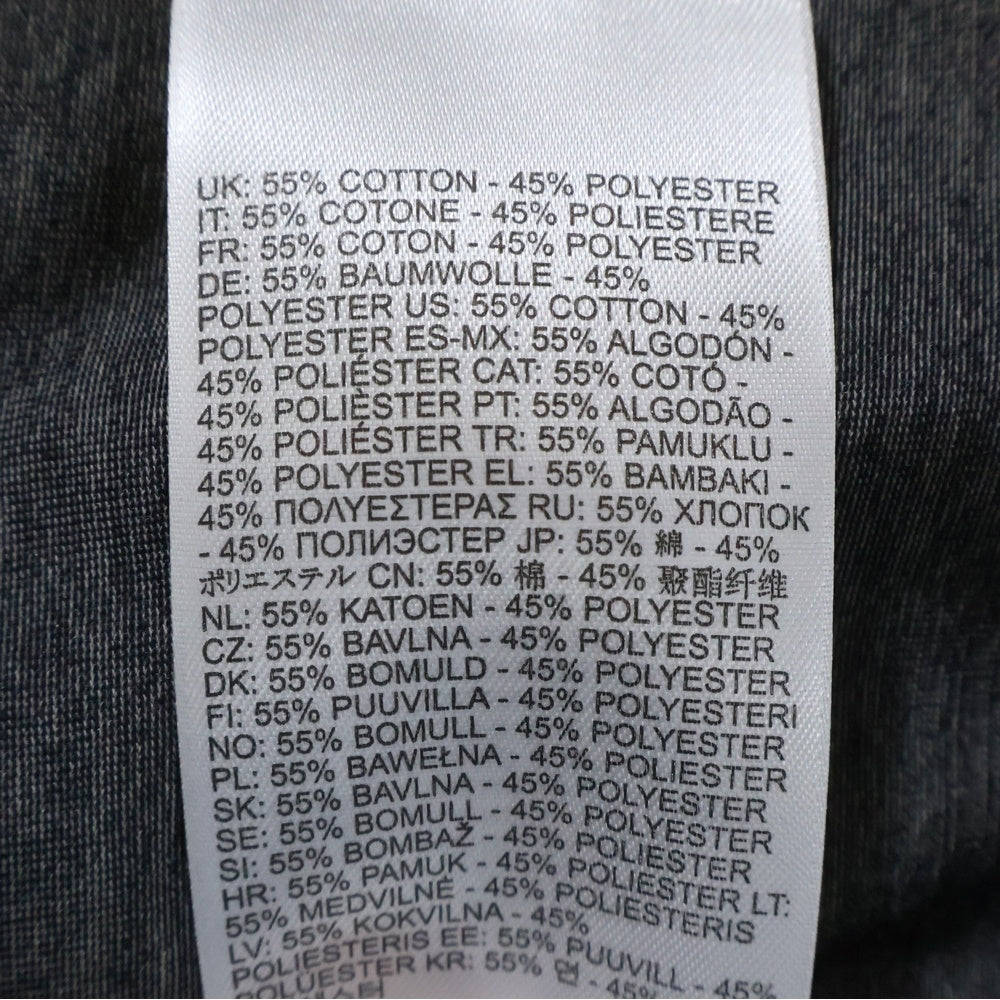 UK: 55% COTTON - 45% POLYESTER
IT: 55% COTONE - 45% POLIESTERE
FR: 55% COTON - 45% POLYESTER
DE: 55% BAUMWOLLE - 45%
POLYESTER US: 55% COTTON - 45%
POLYESTER ES-MX: 55% ALGODÓN -
45% POLIÉSTER CAT: 55% COTÓ -
45% POLIÈSTER PT: 55% ALGODÃO -
45% POLIÉSTER TR: 55% PAMUKLU -
45% POLYESTER EL: 55% ΒΑΜΒΑΚΙ -
45% ΠΟΛΥΕΣΤΕΡΑΣ RU: 55% ХЛОПОК
- 45% ПОЛИЭСТЕР JP: 55% 綿 - 45%
ポリエステル CN: 55% 棉 - 45% 聚酯纤维
NL: 55% KATOEN - 45% POLYESTER
CZ: 55% BAVLNA - 45% POLYESTER
DK: 55% BOMULD - 45% POLYESTER
FI: 55% PUUVILLA - 45% POLYESTERI
NO: 55% BOMULL - 45% POLYESTER
PL: 55% BAWEŁNA - 45% POLIESTER
SK: 55% BAVLNA - 45% POLYESTER
SE: 55% BOMULL - 45% POLYESTER
SI: 55% BOMBAŽ - 45% POLIESTER
HR: 55% PAMUK - 45% POLIESTER LT:
55% MEDVILNĖ - 45% POLIESTERIS
LV: 55% KOKVILNA - 45%
POLIESTERIS EE: 55% PUUVILL - 45%
POLÜESTER KR: 55% 면 - 45%